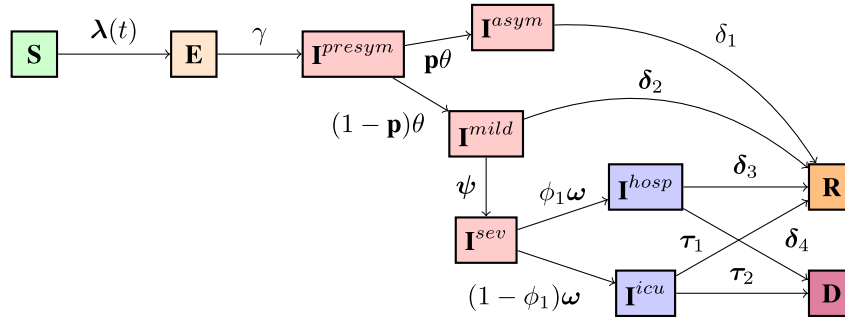 λ(t)
γ
S
E
I^{presym}
I^{asym}
pθ
δ₁
(1 − p)θ
I^{mild}
δ₂
ψ
I^{sev}
ϕ₁ω
I^{hosp}
δ₃
R
(1 − ϕ₁)ω
τ₁
δ₄
I^{icu}
τ₂
D